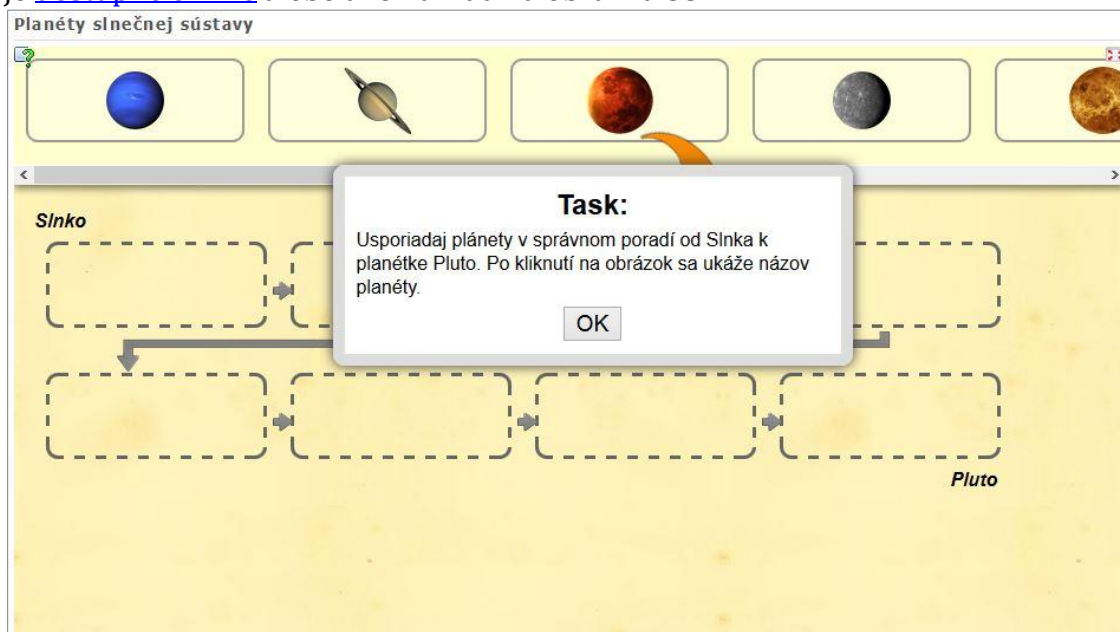 Planéty slnečnej sústavy
Slnko
Task:
Usporiadaj plánety v správnom poradí od Slnka k
planétke Pluto. Po kliknutí na obrázok sa ukáže názov
planéty.
OK
Pluto